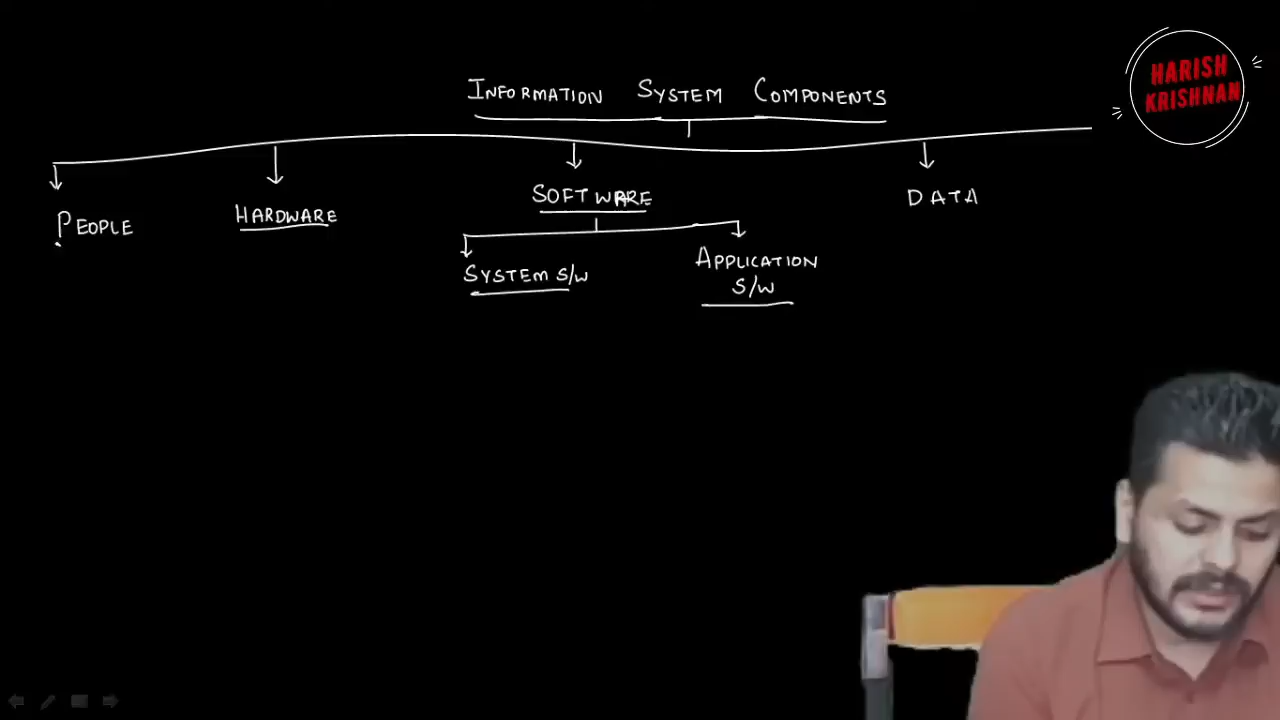 HARISH
KRISHNAN
INFORMATION SYSTEM COMPONENTS
PEOPLE
HARDWARE
SOFTWARE
DATA
SYSTEM S/W
APPLICATION
S/W